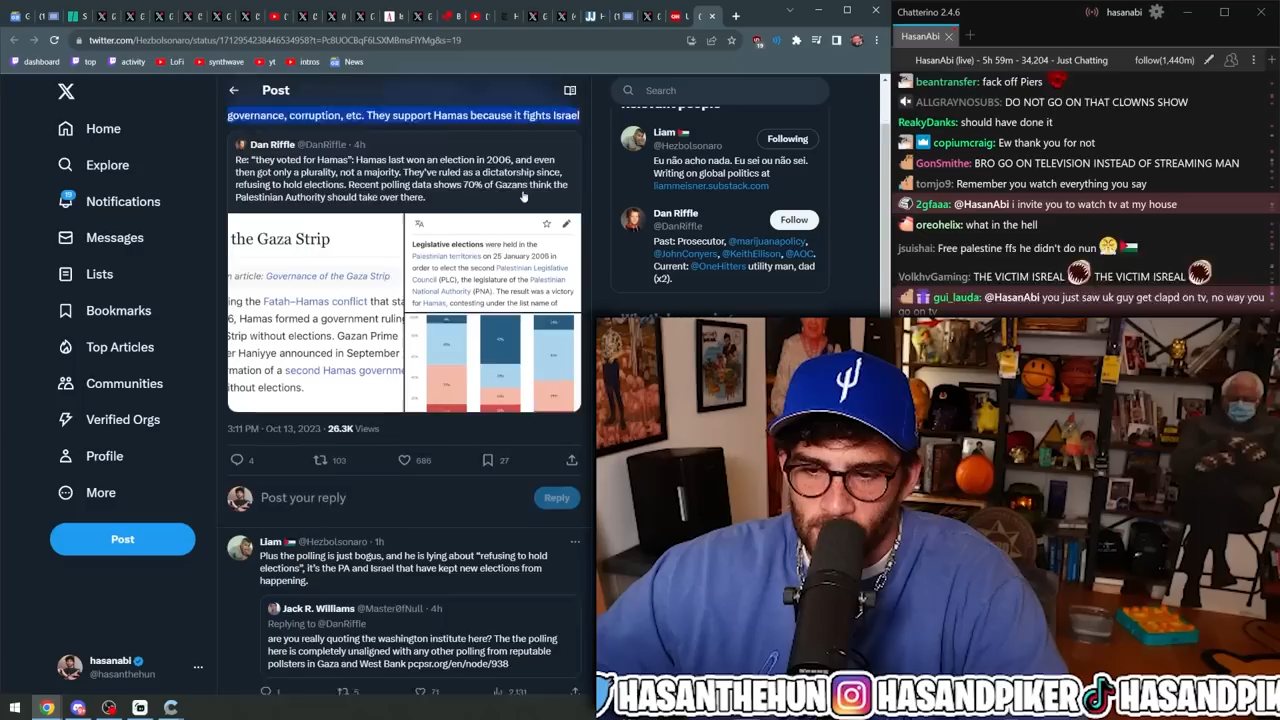 twitter.com/Hezbolsonaro/status/1712954238446534958?t=Pc8UOCBqF6LSXMBmsFlYMg&s=19
dashboard
top
activity
LoFi
synthwave
yt
intros
News
Home
Explore
Notifications
Messages
Lists
Bookmarks
Top Articles
Communities
Verified Orgs
Profile
More
Post
hasanabi
@hasanthehun
Post
governance, corruption, etc. They support Hamas because it fights Israel
Dan Riffle @DanRiffle · 4h
Re: "they voted for Hamas": Hamas last won an election in 2006, and even
then got only a plurality, not a majority. They've ruled as a dictatorship since,
refusing to hold elections. Recent polling data shows 70% of Gazans think the
Palestinian Authority should take over there.
the Gaza Strip
n article: Governance of the Gaza Strip
ing the Fatah–Hamas conflict that sta
6, Hamas formed a government ruling
Strip without elections. Gazan Prime
er Haniyye announced in September
rmation of a second Hamas governme
ithout elections.
Legislative elections were held in the
Palestinian territories on 25 January 2006 in
order to elect the second Palestinian Legislative
Council (PLC), the legislature of the Palestinian
National Authority (PNA). The result was a victory
for Hamas, contesting under the list name of
3:11 PM · Oct 13, 2023 · 26.3K Views
4
103
686
27
Post your reply
Reply
Liam @Hezbolsonaro · 1h
Plus the polling is just bogus, and he is lying about "refusing to hold
elections", it's the PA and Israel that have kept new elections from
happening.
Jack R. Williams @Master0fNull · 4h
Replying to @DanRiffle
are you really quoting the washington institute here? The the polling
here is completely unaligned with any other polling from reputable
pollsters in Gaza and West Bank pcpsr.org/en/node/938
Search
Liam
@Hezbolsonaro
Following
Eu não acho nada. Eu sei ou não sei.
Writing on global politics at
liammeisner.substack.com
Dan Riffle
@DanRiffle
Follow
Past: Prosecutor, @marijuanapolicy,
@JohnConyers, @KeithEllison, @AOC.
Current: @OneHitters utility man, dad
(x2).
Chatterino 2.4.6
hasanabi
HasanAbi
HasanAbi (live) - 5h 59m - 34,204 - Just Chatting
follow(1,440m)
beantransfer: fack off Piers
ALLGRAYNOSUBS: DO NOT GO ON THAT CLOWNS SHOW
ReakyDanks: should have done it
copiumcraig: Ew thank you for not
GonSmithe: BRO GO ON TELEVISION INSTEAD OF STREAMING MAN
tomjo9: Remember you watch everything you say
2gfaaa: @HasanAbi i invite you to watch tv at my house
oreohelix: what in the hell
jsuishai: Free palestine ffs he didn't do nun
VolkhvGaming: THE VICTIM ISREAL THE VICTIM ISREAL
gui_lauda: @HasanAbi you just saw uk guy get clapd on tv, no way you
go on tv
HASANTHEHUN
HASANDPIKER
HASANDPIKE